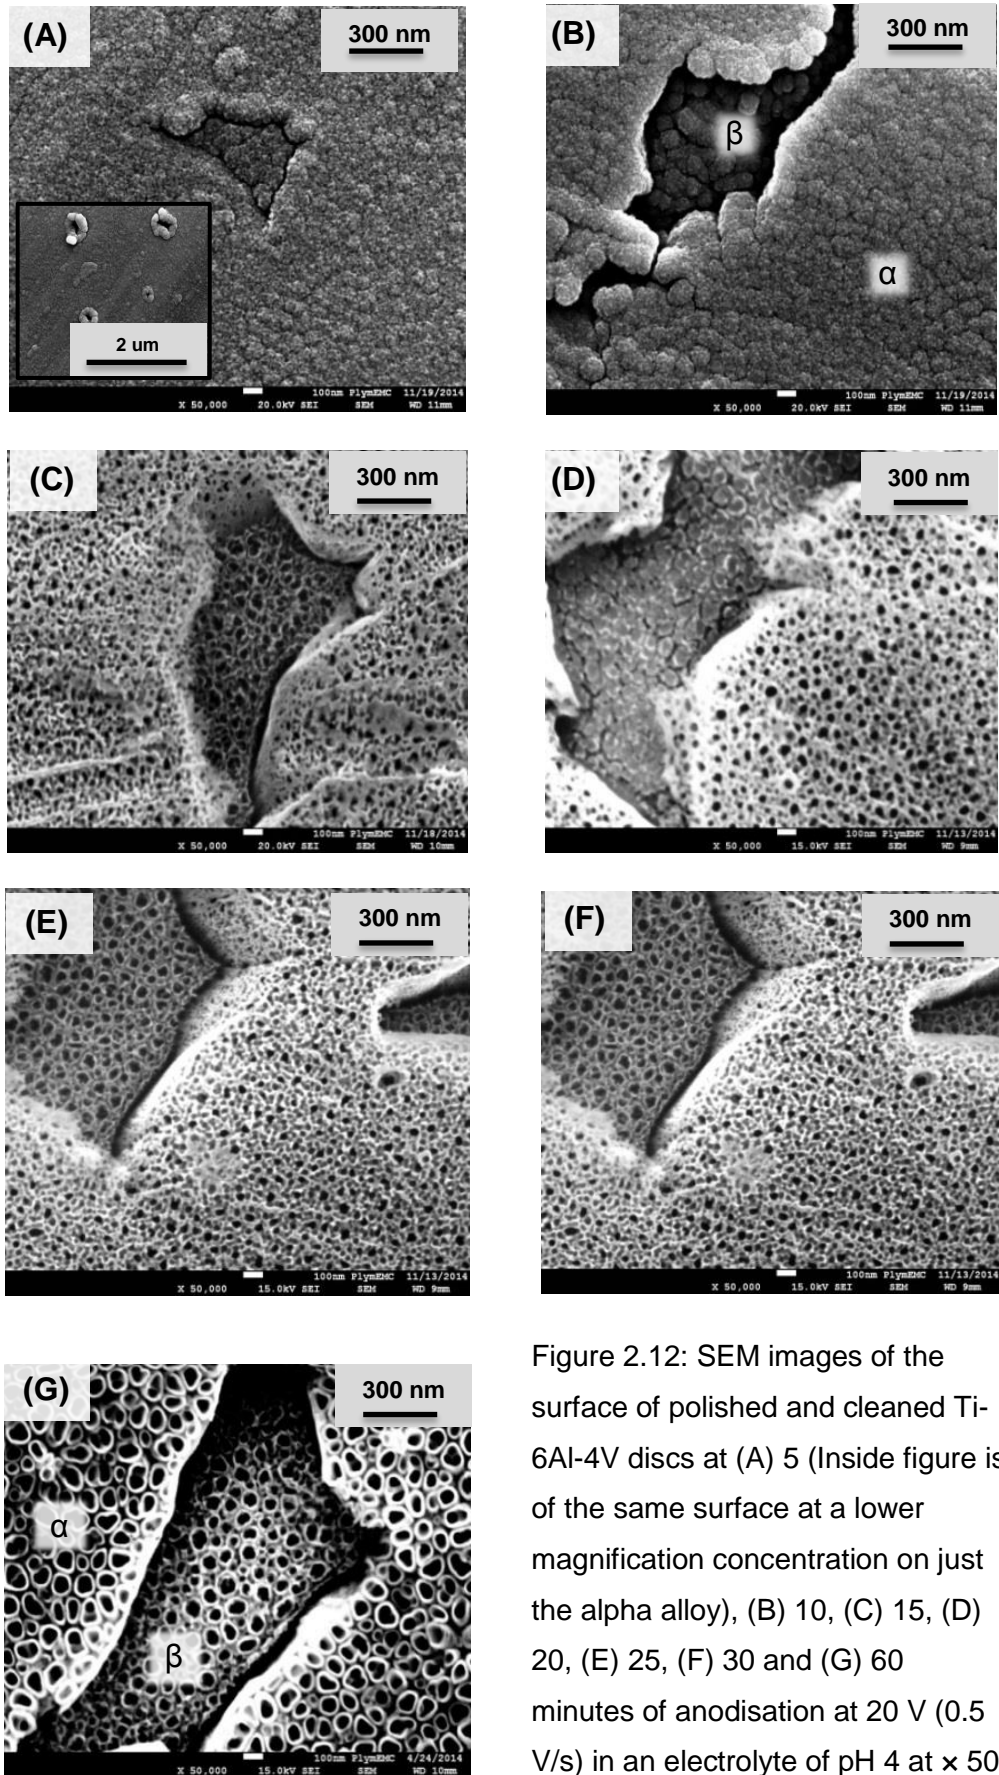 (A)
300 nm
2 um
100nm PlymEMC 11/19/2014
X 50,000 20.0kV SEI SEM WD 11mm
(B)
300 nm
β
α
100nm PlymEMC 11/19/2014
X 50,000 20.0kV SEI SEM WD 11mm
(C)
300 nm
100nm PlymEMC 11/18/2014
X 50,000 20.0kV SEI SEM WD 10mm
(D)
300 nm
100nm PlymEMC 11/13/2014
X 50,000 15.0kV SEI SEM WD 9mm
(E)
300 nm
100nm PlymEMC 11/13/2014
X 50,000 15.0kV SEI SEM WD 9mm
(F)
300 nm
100nm PlymEMC 11/13/2014
X 50,000 15.0kV SEI SEM WD 9mm
(G)
300 nm
α
β
100nm PlymEMC 4/24/2014
X 50,000 15.0kV SEI SEM WD 10mm
Figure 2.12: SEM images of the
surface of polished and cleaned Ti-
6Al-4V discs at (A) 5 (Inside figure is
of the same surface at a lower
magnification concentration on just
the alpha alloy), (B) 10, (C) 15, (D)
20, (E) 25, (F) 30 and (G) 60
minutes of anodisation at 20 V (0.5
V/s) in an electrolyte of pH 4 at × 50